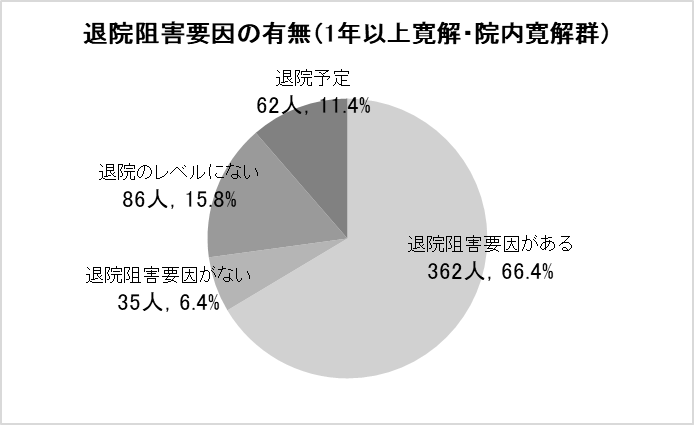 退院阻害要因の有無（1年以上寛解・院内寛解群）
退院予定
62人, 11.4%
退院のレベルにない
86人, 15.8%
退院阻害要因がある
362人, 66.4%
退院阻害要因がない
35人, 6.4%